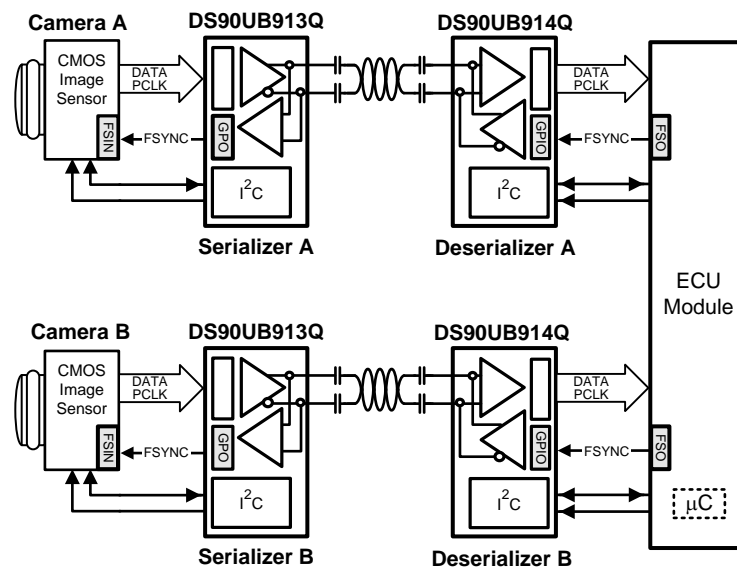 Camera A
DS90UB913Q
DS90UB914Q
CMOS
Image
Sensor
DATA
PCLK
DATA
PCLK
FSIN
FSYNC
GPO
GPIO
FSYNC
FSO
I²C
I²C
Serializer A
Deserializer A
ECU
Module
Camera B
DS90UB913Q
DS90UB914Q
CMOS
Image
Sensor
DATA
PCLK
DATA
PCLK
FSIN
FSYNC
GPO
GPIO
FSYNC
FSO
I²C
I²C
µC
Serializer B
Deserializer B